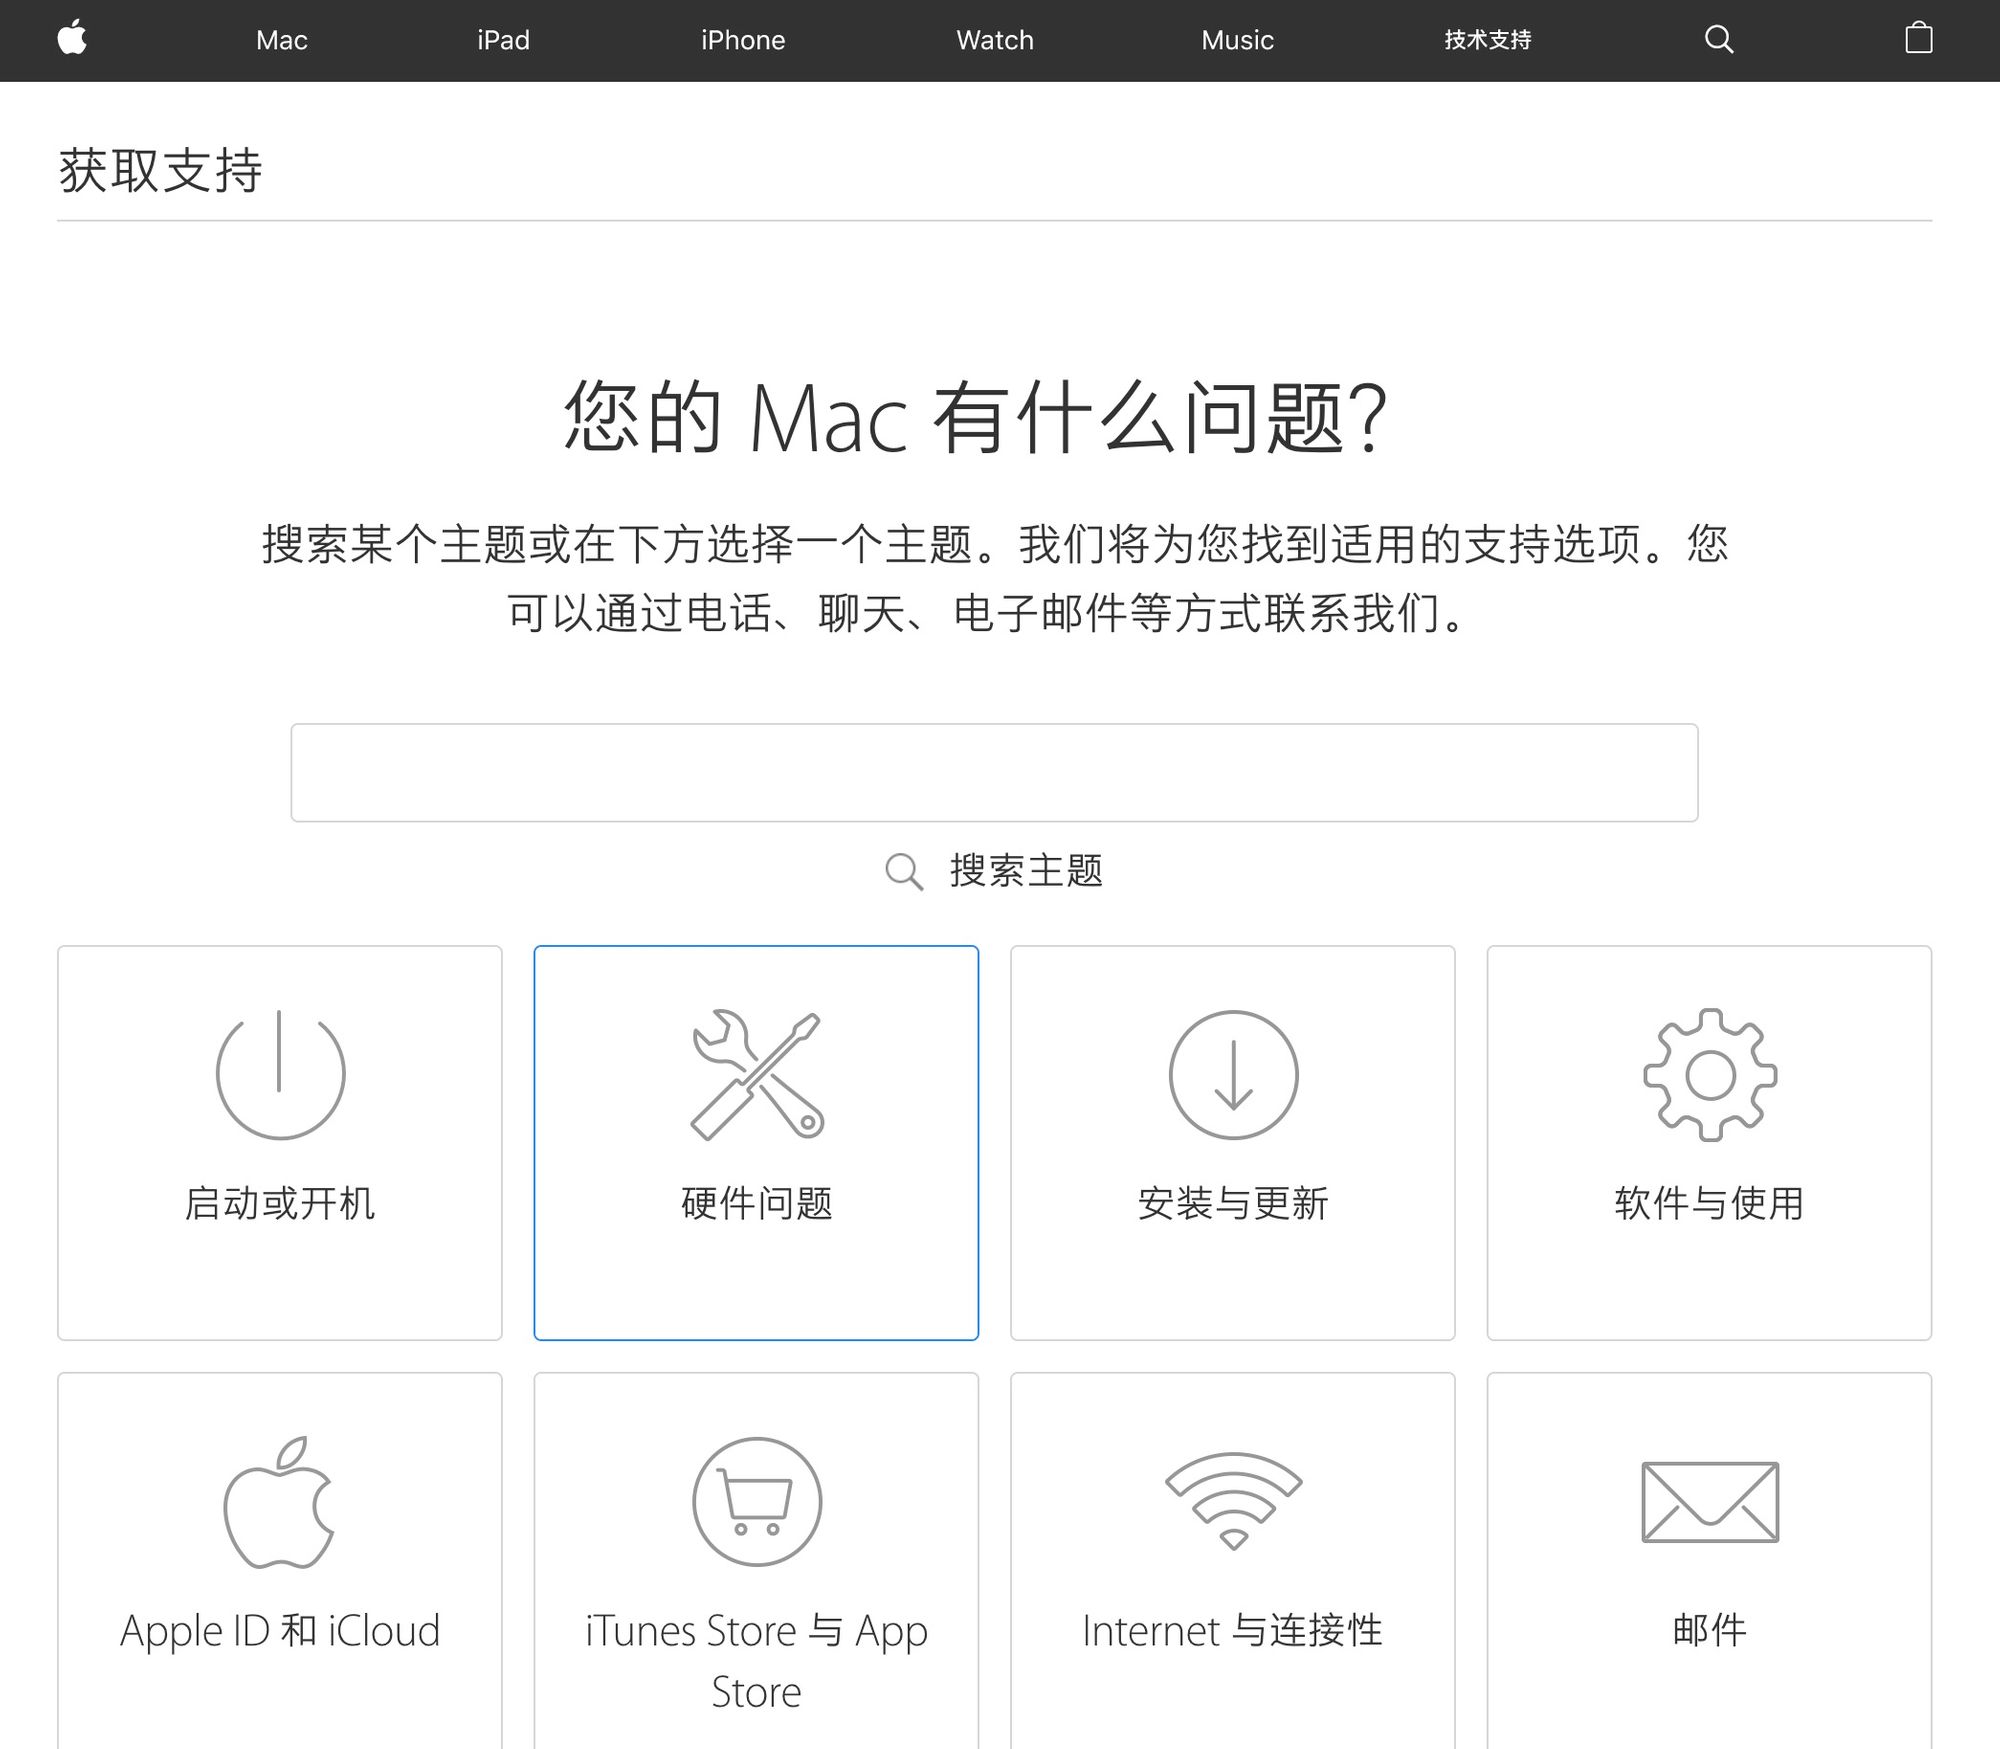 Mac iPad iPhone Watch Music 技术支持
获取支持
您的 Mac 有什么问题?
搜索某个主题或在下方选择一个主题。我们将为您找到适用的支持选项。您
可以通过电话、聊天、电子邮件等方式联系我们。
搜索主题
启动或开机
硬件问题
安装与更新
软件与使用
Apple ID 和 iCloud
iTunes Store 与 App
Store
Internet 与连接性
邮件